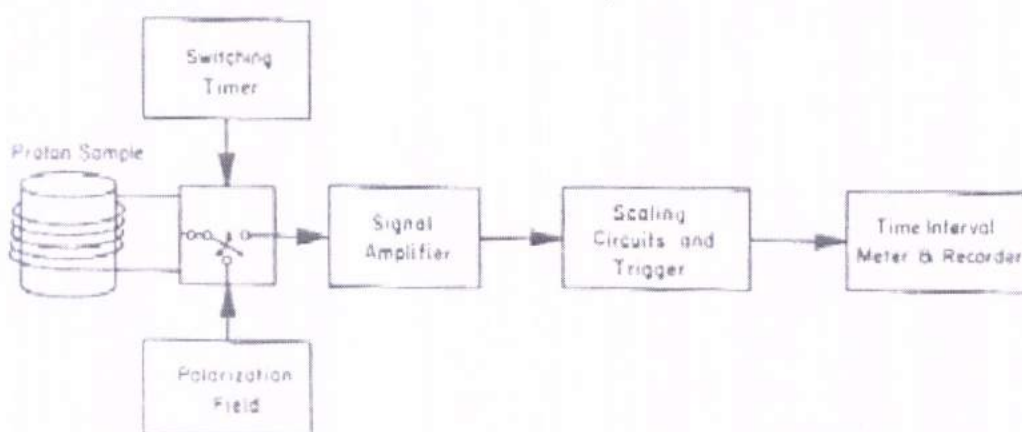 Switching
Timer
Proton Sample
Signal
Amplifier
Scaling
Circuits and
Trigger
Time Interval
Meter & Recorder
Polarization
Field